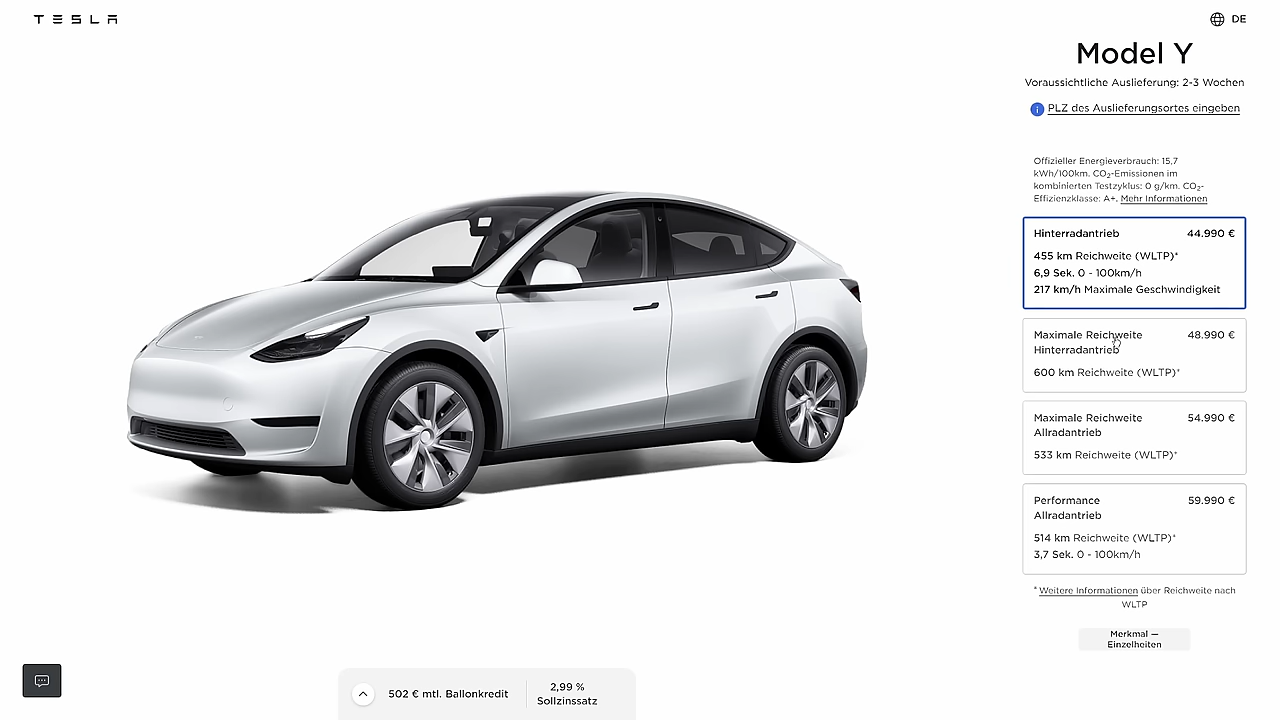 TESLA
DE
Model Y
Voraussichtliche Auslieferung: 2-3 Wochen
PLZ des Auslieferungsortes eingeben
Offizieller Energieverbrauch: 15,7
kWh/100km. CO₂-Emissionen im
kombinierten Testzyklus: 0 g/km. CO₂-
Effizienzklasse: A+. Mehr Informationen
Hinterradantrieb 44.990 €
455 km Reichweite (WLTP)*
6,9 Sek. 0 - 100km/h
217 km/h Maximale Geschwindigkeit
Maximale Reichweite 48.990 €
Hinterradantrieb
600 km Reichweite (WLTP)*
Maximale Reichweite 54.990 €
Allradantrieb
533 km Reichweite (WLTP)*
Performance 59.990 €
Allradantrieb
514 km Reichweite (WLTP)*
3,7 Sek. 0 - 100km/h
* Weitere Informationen über Reichweite nach
WLTP
Merkmal —
Einzelheiten
502 € mtl. Ballonkredit
2,99 %
Sollzinssatz